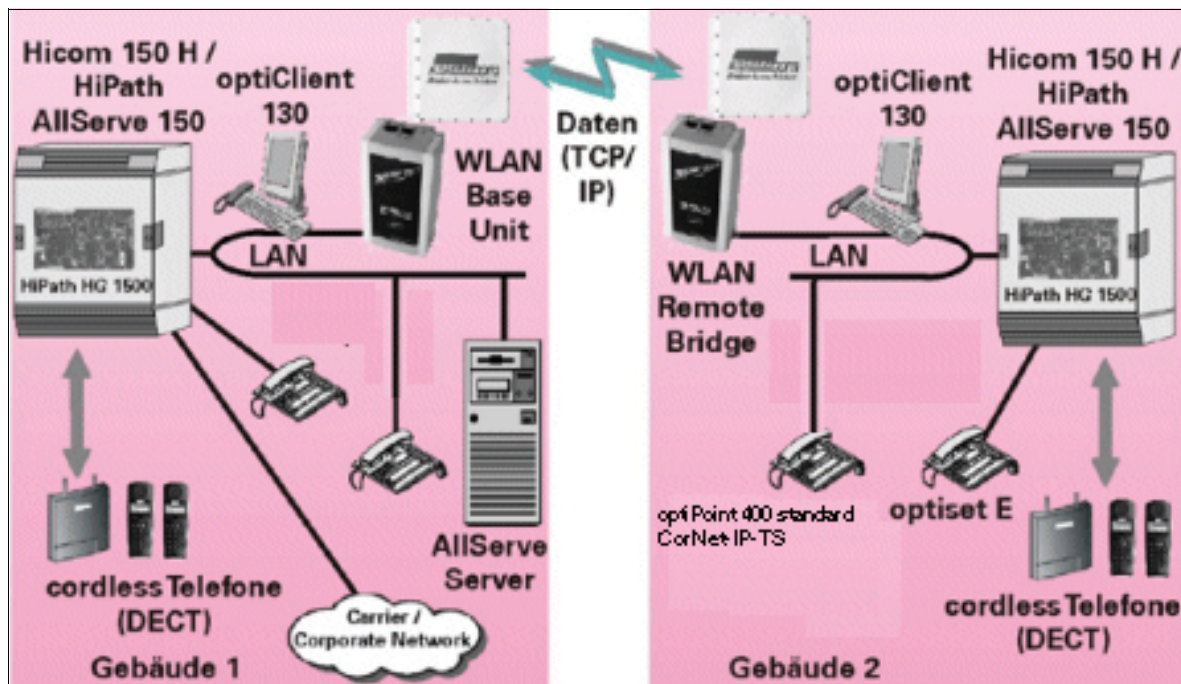 Hicom 150 H /
HiPath
AllServe 150
optiClient
130
WLAN
Base
Unit
LAN
HiPath HG 1500
AllServe
Server
cordless Telefone
(DECT)
Carrier /
Corporate Network
Gebäude 1
Daten
(TCP/
IP)
optiClient
130
Hicom 150 H /
HiPath
AllServe 150
WLAN
Remote
Bridge
LAN
HiPath HG 1500
optiPoint 400 standard
CorNet-IP-TS
optiset E
cordless Telefone
(DECT)
Gebäude 2